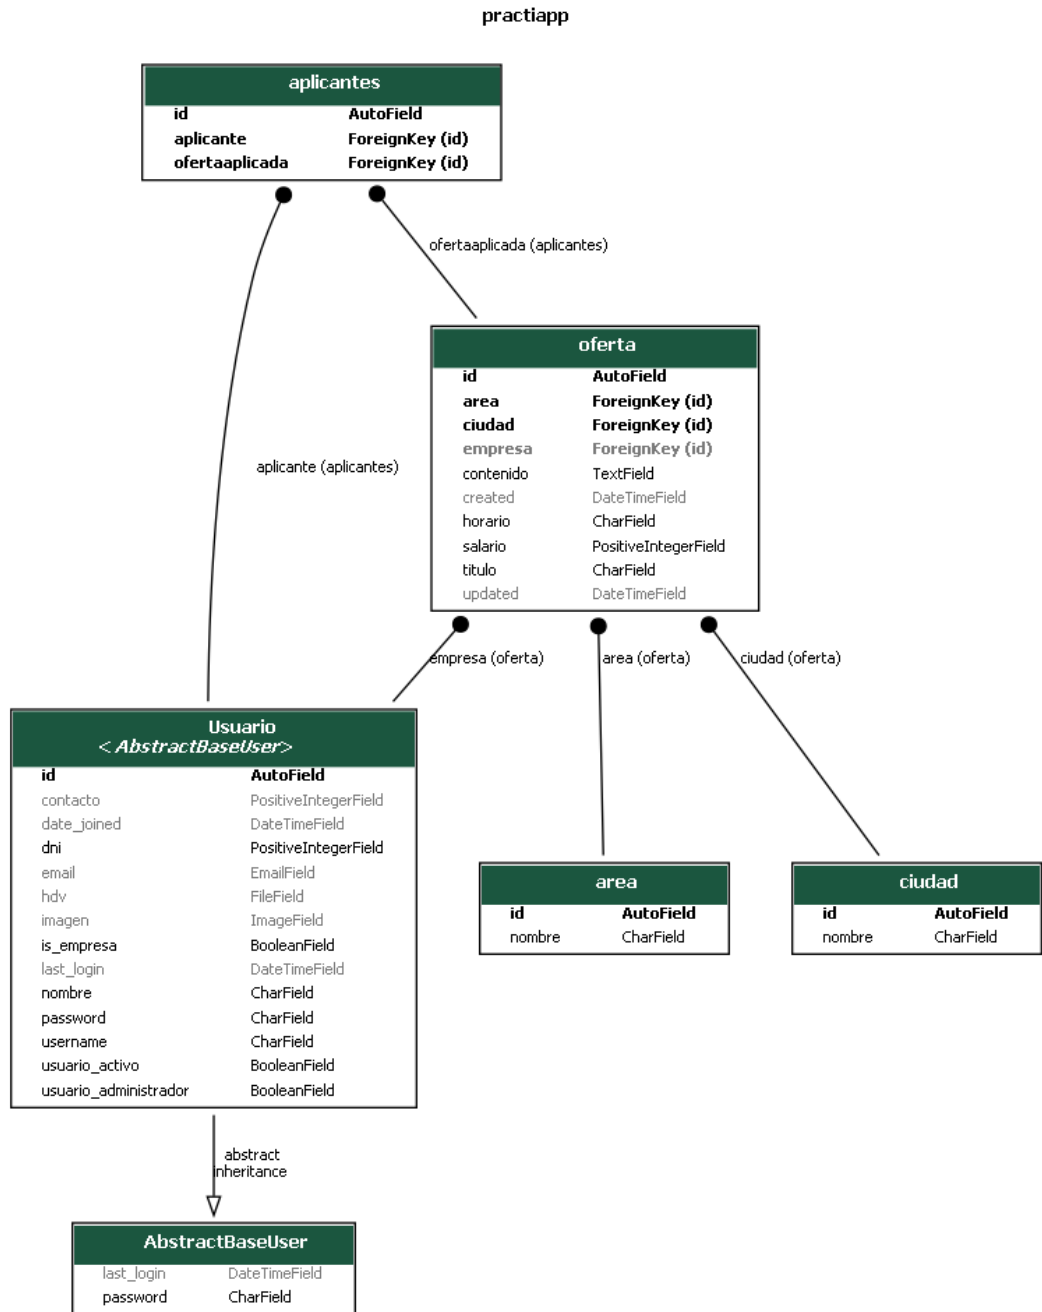 practiapp
aplicantes
id AutoField
aplicante ForeignKey (id)
ofertaaplicada ForeignKey (id)
ofertaaplicada (aplicantes)
oferta
id AutoField
area ForeignKey (id)
ciudad ForeignKey (id)
empresa ForeignKey (id)
contenido TextField
created DateTimeField
horario CharField
salario PositiveIntegerField
titulo CharField
updated DateTimeField
aplicante (aplicantes)
empresa (oferta)
area (oferta)
ciudad (oferta)
Usuario
<AbstractBaseUser>
id AutoField
contacto PositiveIntegerField
date_joined DateTimeField
dni PositiveIntegerField
email EmailField
hdv FileField
imagen ImageField
is_empresa BooleanField
last_login DateTimeField
nombre CharField
password CharField
username CharField
usuario_activo BooleanField
usuario_administrador BooleanField
area
id AutoField
nombre CharField
ciudad
id AutoField
nombre CharField
abstract
inheritance
AbstractBaseUser
last_login DateTimeField
password CharField